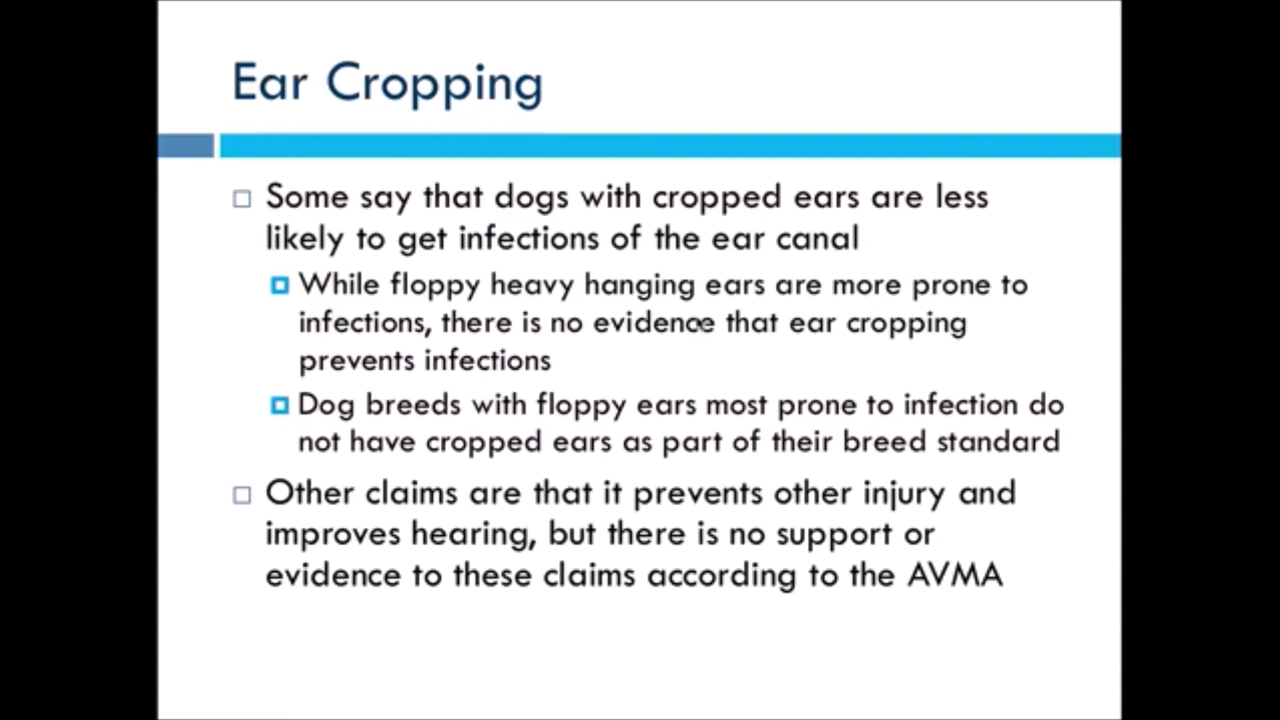 Ear Cropping
Some say that dogs with cropped ears are less
likely to get infections of the ear canal
While floppy heavy hanging ears are more prone to
infections, there is no evidence that ear cropping
prevents infections
Dog breeds with floppy ears most prone to infection do
not have cropped ears as part of their breed standard
Other claims are that it prevents other injury and
improves hearing, but there is no support or
evidence to these claims according to the AVMA